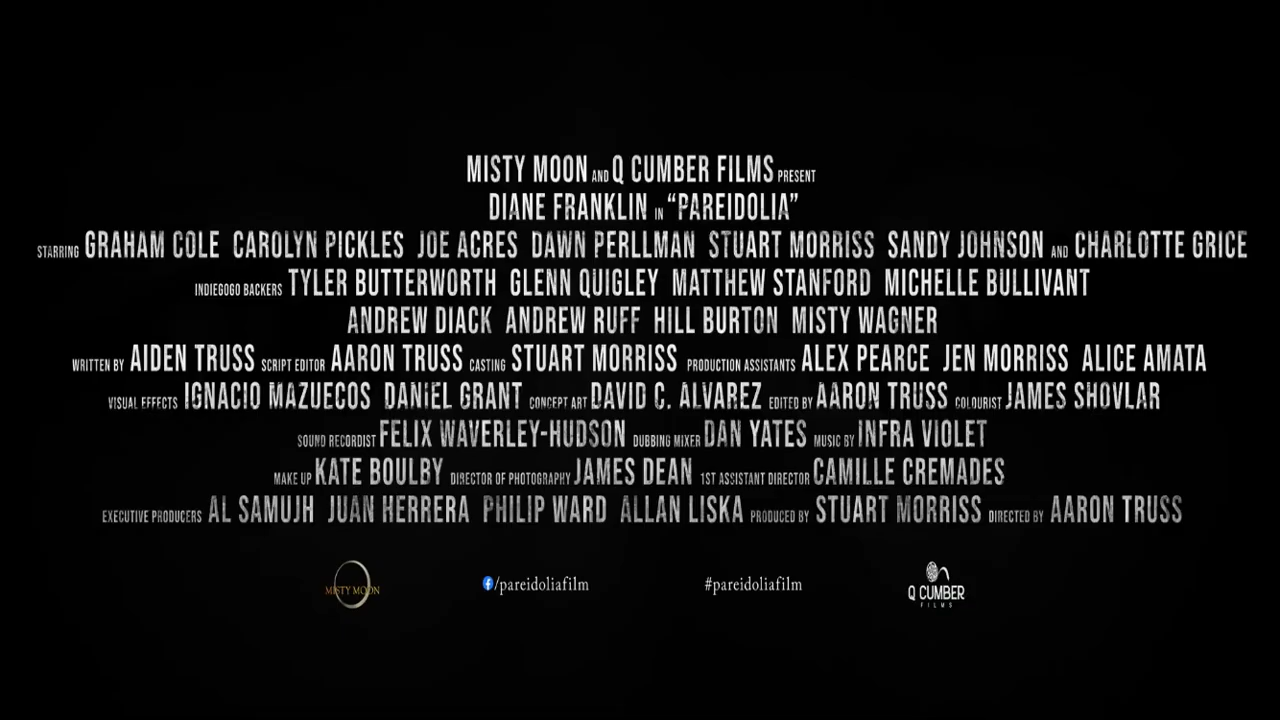 MISTY MOON AND Q CUMBER FILMS PRESENT
DIANE FRANKLIN IN “PAREIDOLIA”
STARRING GRAHAM COLE CAROLYN PICKLES JOE ACRES DAWN PERLLMAN STUART MORRISS SANDY JOHNSON AND CHARLOTTE GRICE
INDIEGOGO BACKERS TYLER BUTTERWORTH GLENN QUIGLEY MATTHEW STANFORD MICHELLE BULLIVANT
ANDREW DIACK ANDREW RUFF HILL BURTON MISTY WAGNER
WRITTEN BY AIDEN TRUSS SCRIPT EDITOR AARON TRUSS CASTING STUART MORRISS PRODUCTION ASSISTANTS ALEX PEARCE JEN MORRISS ALICE AMATA
VISUAL EFFECTS IGNACIO MAZUECOS DANIEL GRANT CONCEPT ART DAVID C. ALVAREZ EDITED BY AARON TRUSS COLOURIST JAMES SHOVLAR
SOUND RECORDIST FELIX WAVERLEY-HUDSON DUBBING MIXER DAN YATES MUSIC BY INFRA VIOLET
MAKE UP KATE BOULBY DIRECTOR OF PHOTOGRAPHY JAMES DEAN 1ST ASSISTANT DIRECTOR CAMILLE CREMADES
EXECUTIVE PRODUCERS AL SAMUJH JUAN HERRERA PHILIP WARD ALLAN LISKA PRODUCED BY STUART MORRISS DIRECTED BY AARON TRUSS
MISTY MOON
/pareidoliafilm
#pareidoliafilm
Q CUMBER
FILMS